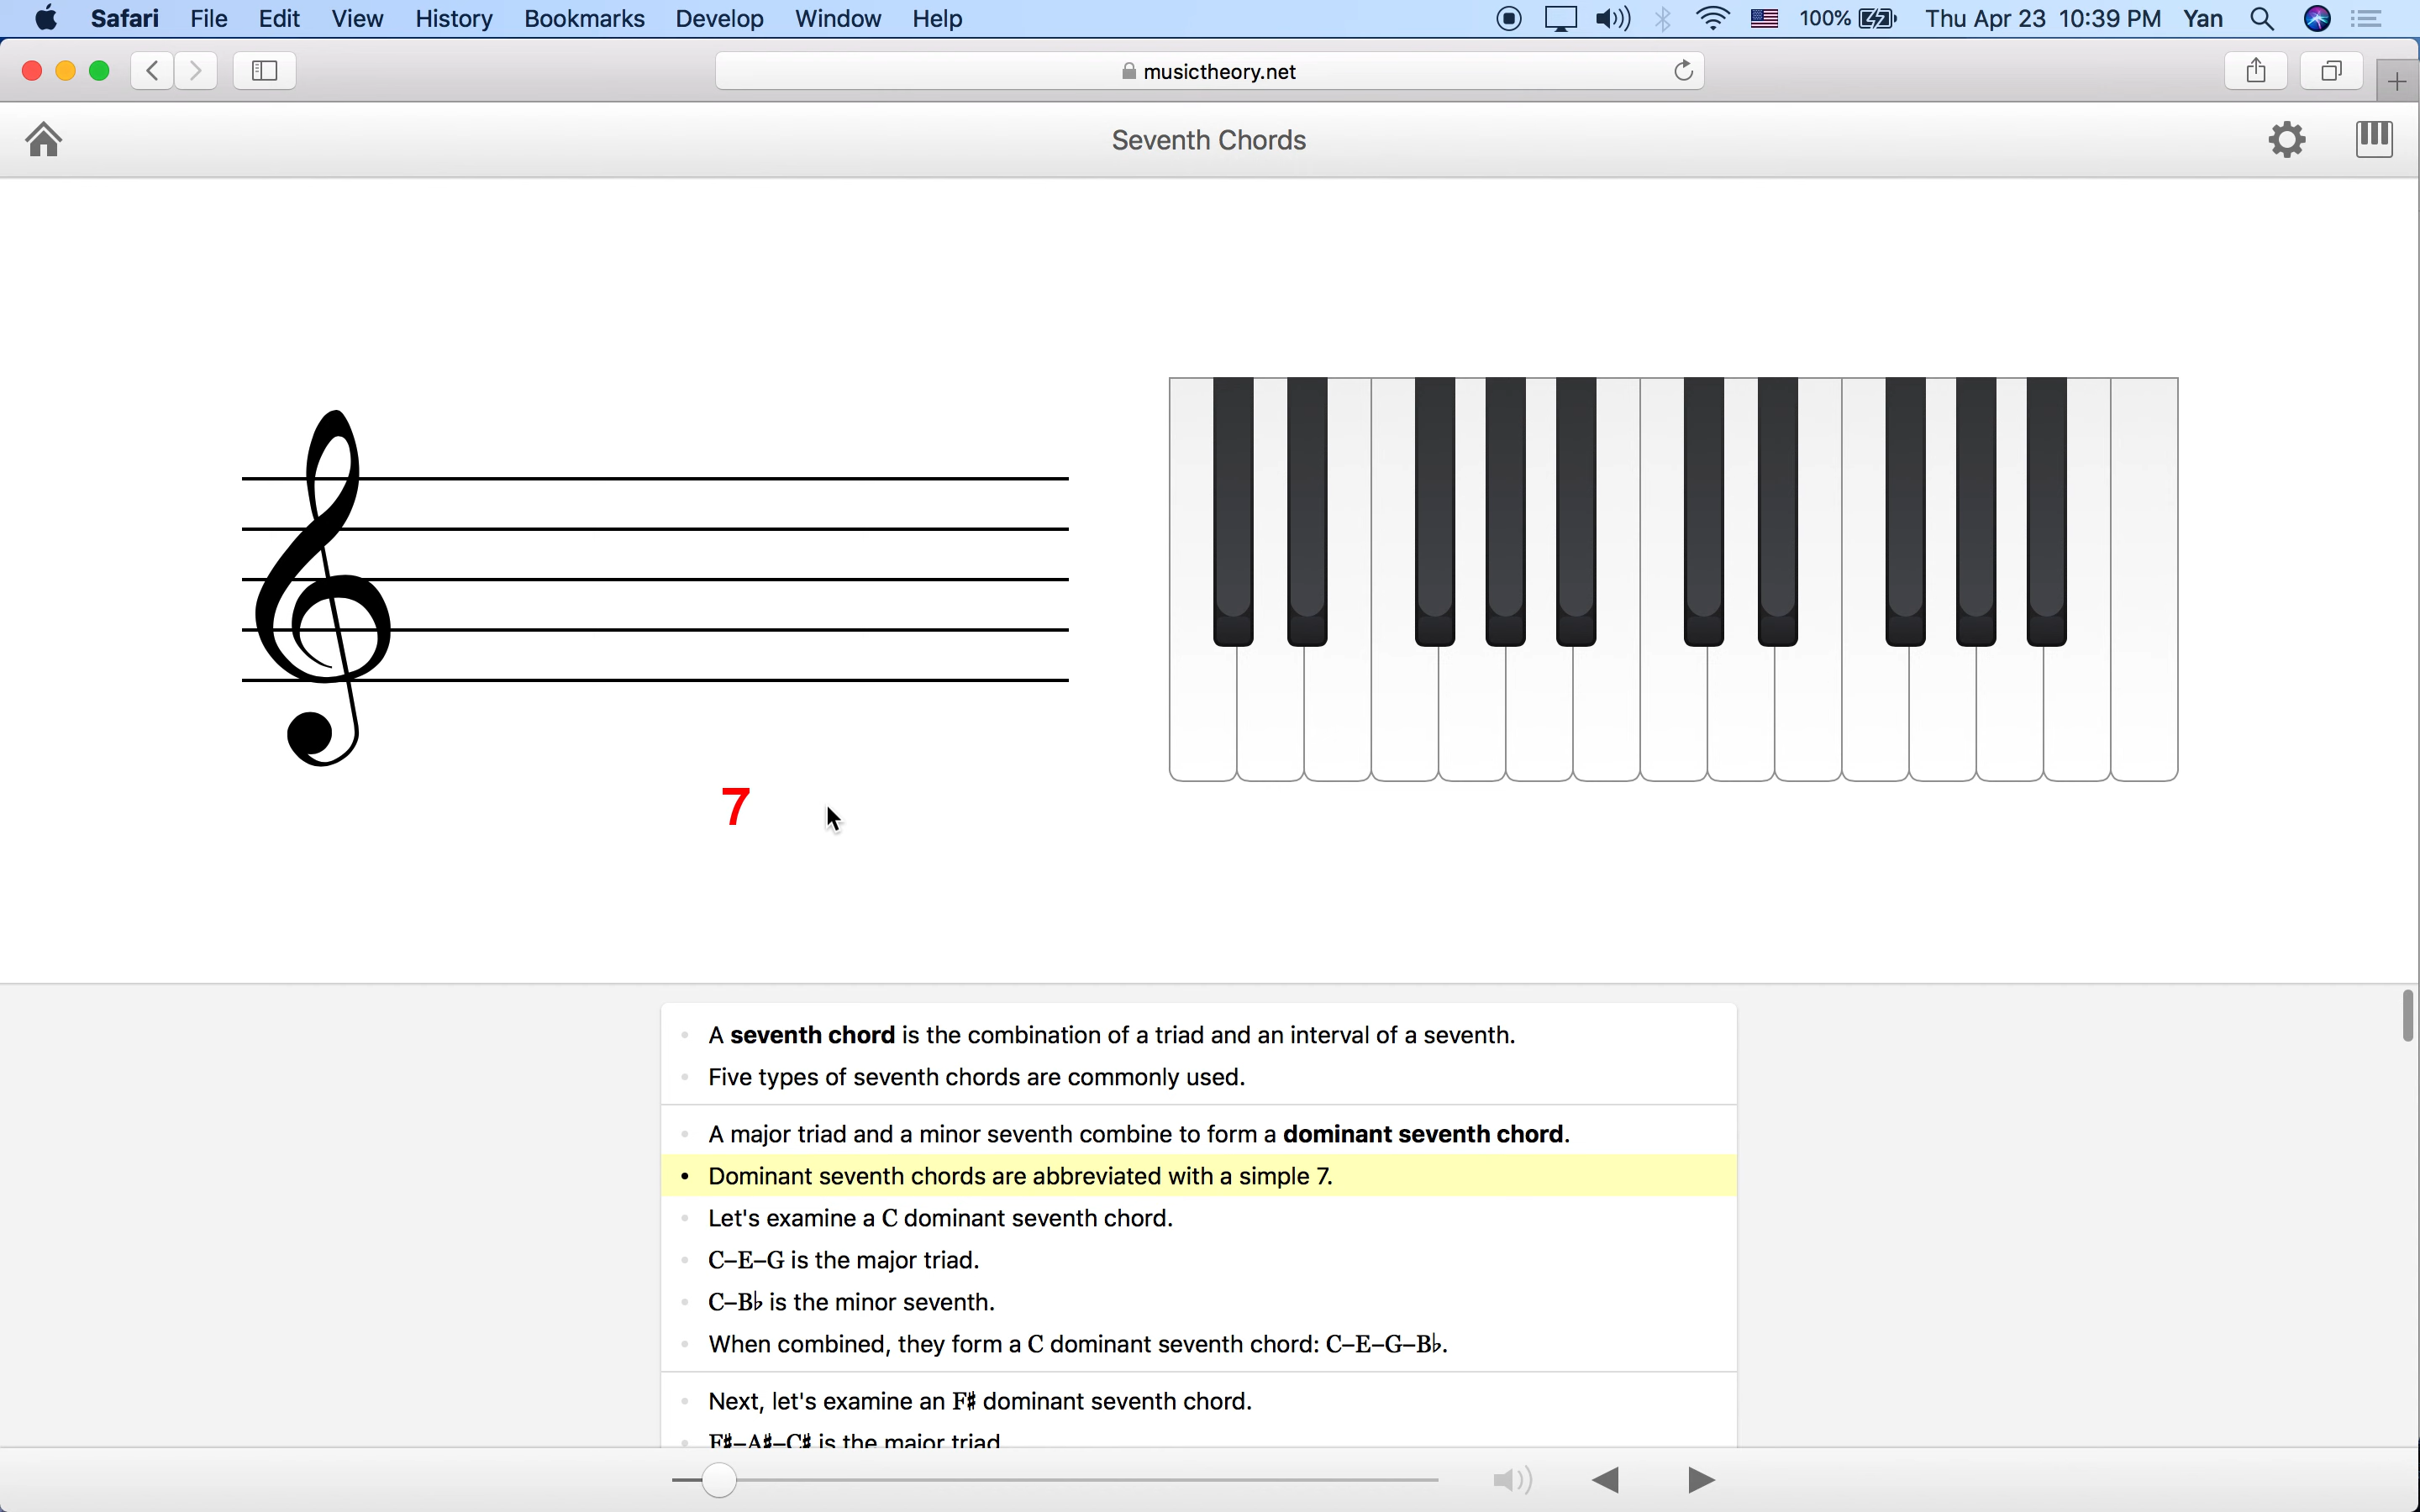 Safari File Edit View History Bookmarks Develop Window Help 100% Thu Apr 23 10:39 PM Yan
musictheory.net
Seventh Chords
7
A seventh chord is the combination of a triad and an interval of a seventh.
Five types of seventh chords are commonly used.
A major triad and a minor seventh combine to form a dominant seventh chord.
Dominant seventh chords are abbreviated with a simple 7.
Let's examine a C dominant seventh chord.
C–E–G is the major triad.
C–B♭ is the minor seventh.
When combined, they form a C dominant seventh chord: C–E–G–B♭.
Next, let's examine an F♯ dominant seventh chord.
F♯–A♯–C♯ is the major triad